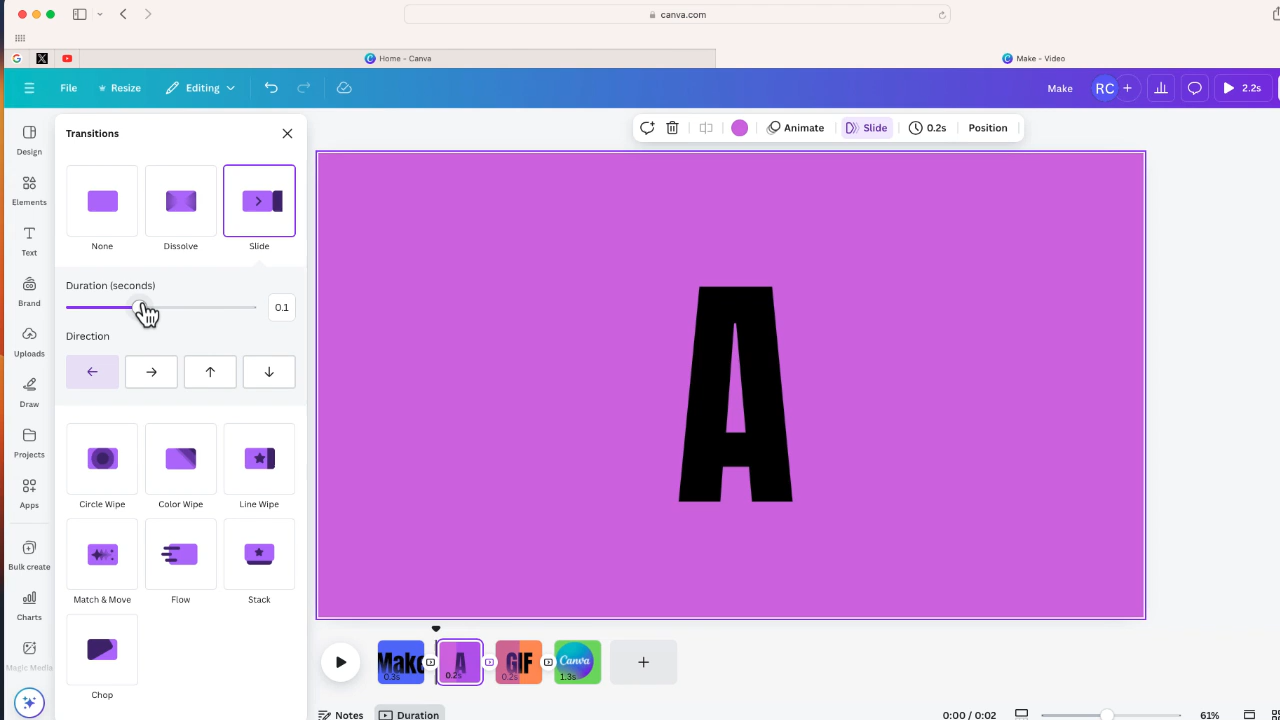 canva.com
Home - Canva
Make - Video
File
Resize
Editing
Make
RC
2.2s
Transitions
Animate
Slide
0.2s
Position
Design
Elements
Text
Brand
Uploads
Draw
Projects
Apps
Bulk create
Charts
Magic Media
None
Dissolve
Slide
Duration (seconds)
0.1
Direction
Circle Wipe
Color Wipe
Line Wipe
Match & Move
Flow
Stack
Chop
A
Make
0.3s
A
0.2s
GIF
0.2s
Canva
1.3s
Notes
Duration
0:00 / 0:02
61%